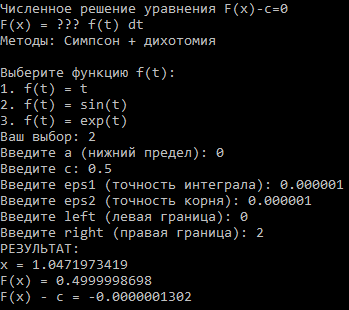 Численное решение уравнения F(x)-c=0
F(x) = ??? f(t) dt
Методы: Симпсон + дихотомия
Выберите функцию f(t):
1. f(t) = t
2. f(t) = sin(t)
3. f(t) = exp(t)
Ваш выбор: 2
Введите a (нижний предел): 0
Введите c: 0.5
Введите eps1 (точность интеграла): 0.000001
Введите eps2 (точность корня): 0.000001
Введите left (левая граница): 0
Введите right (правая граница): 2
РЕЗУЛЬТАТ:
x = 1.0471973419
F(x) = 0.4999998698
F(x) - c = -0.0000001302